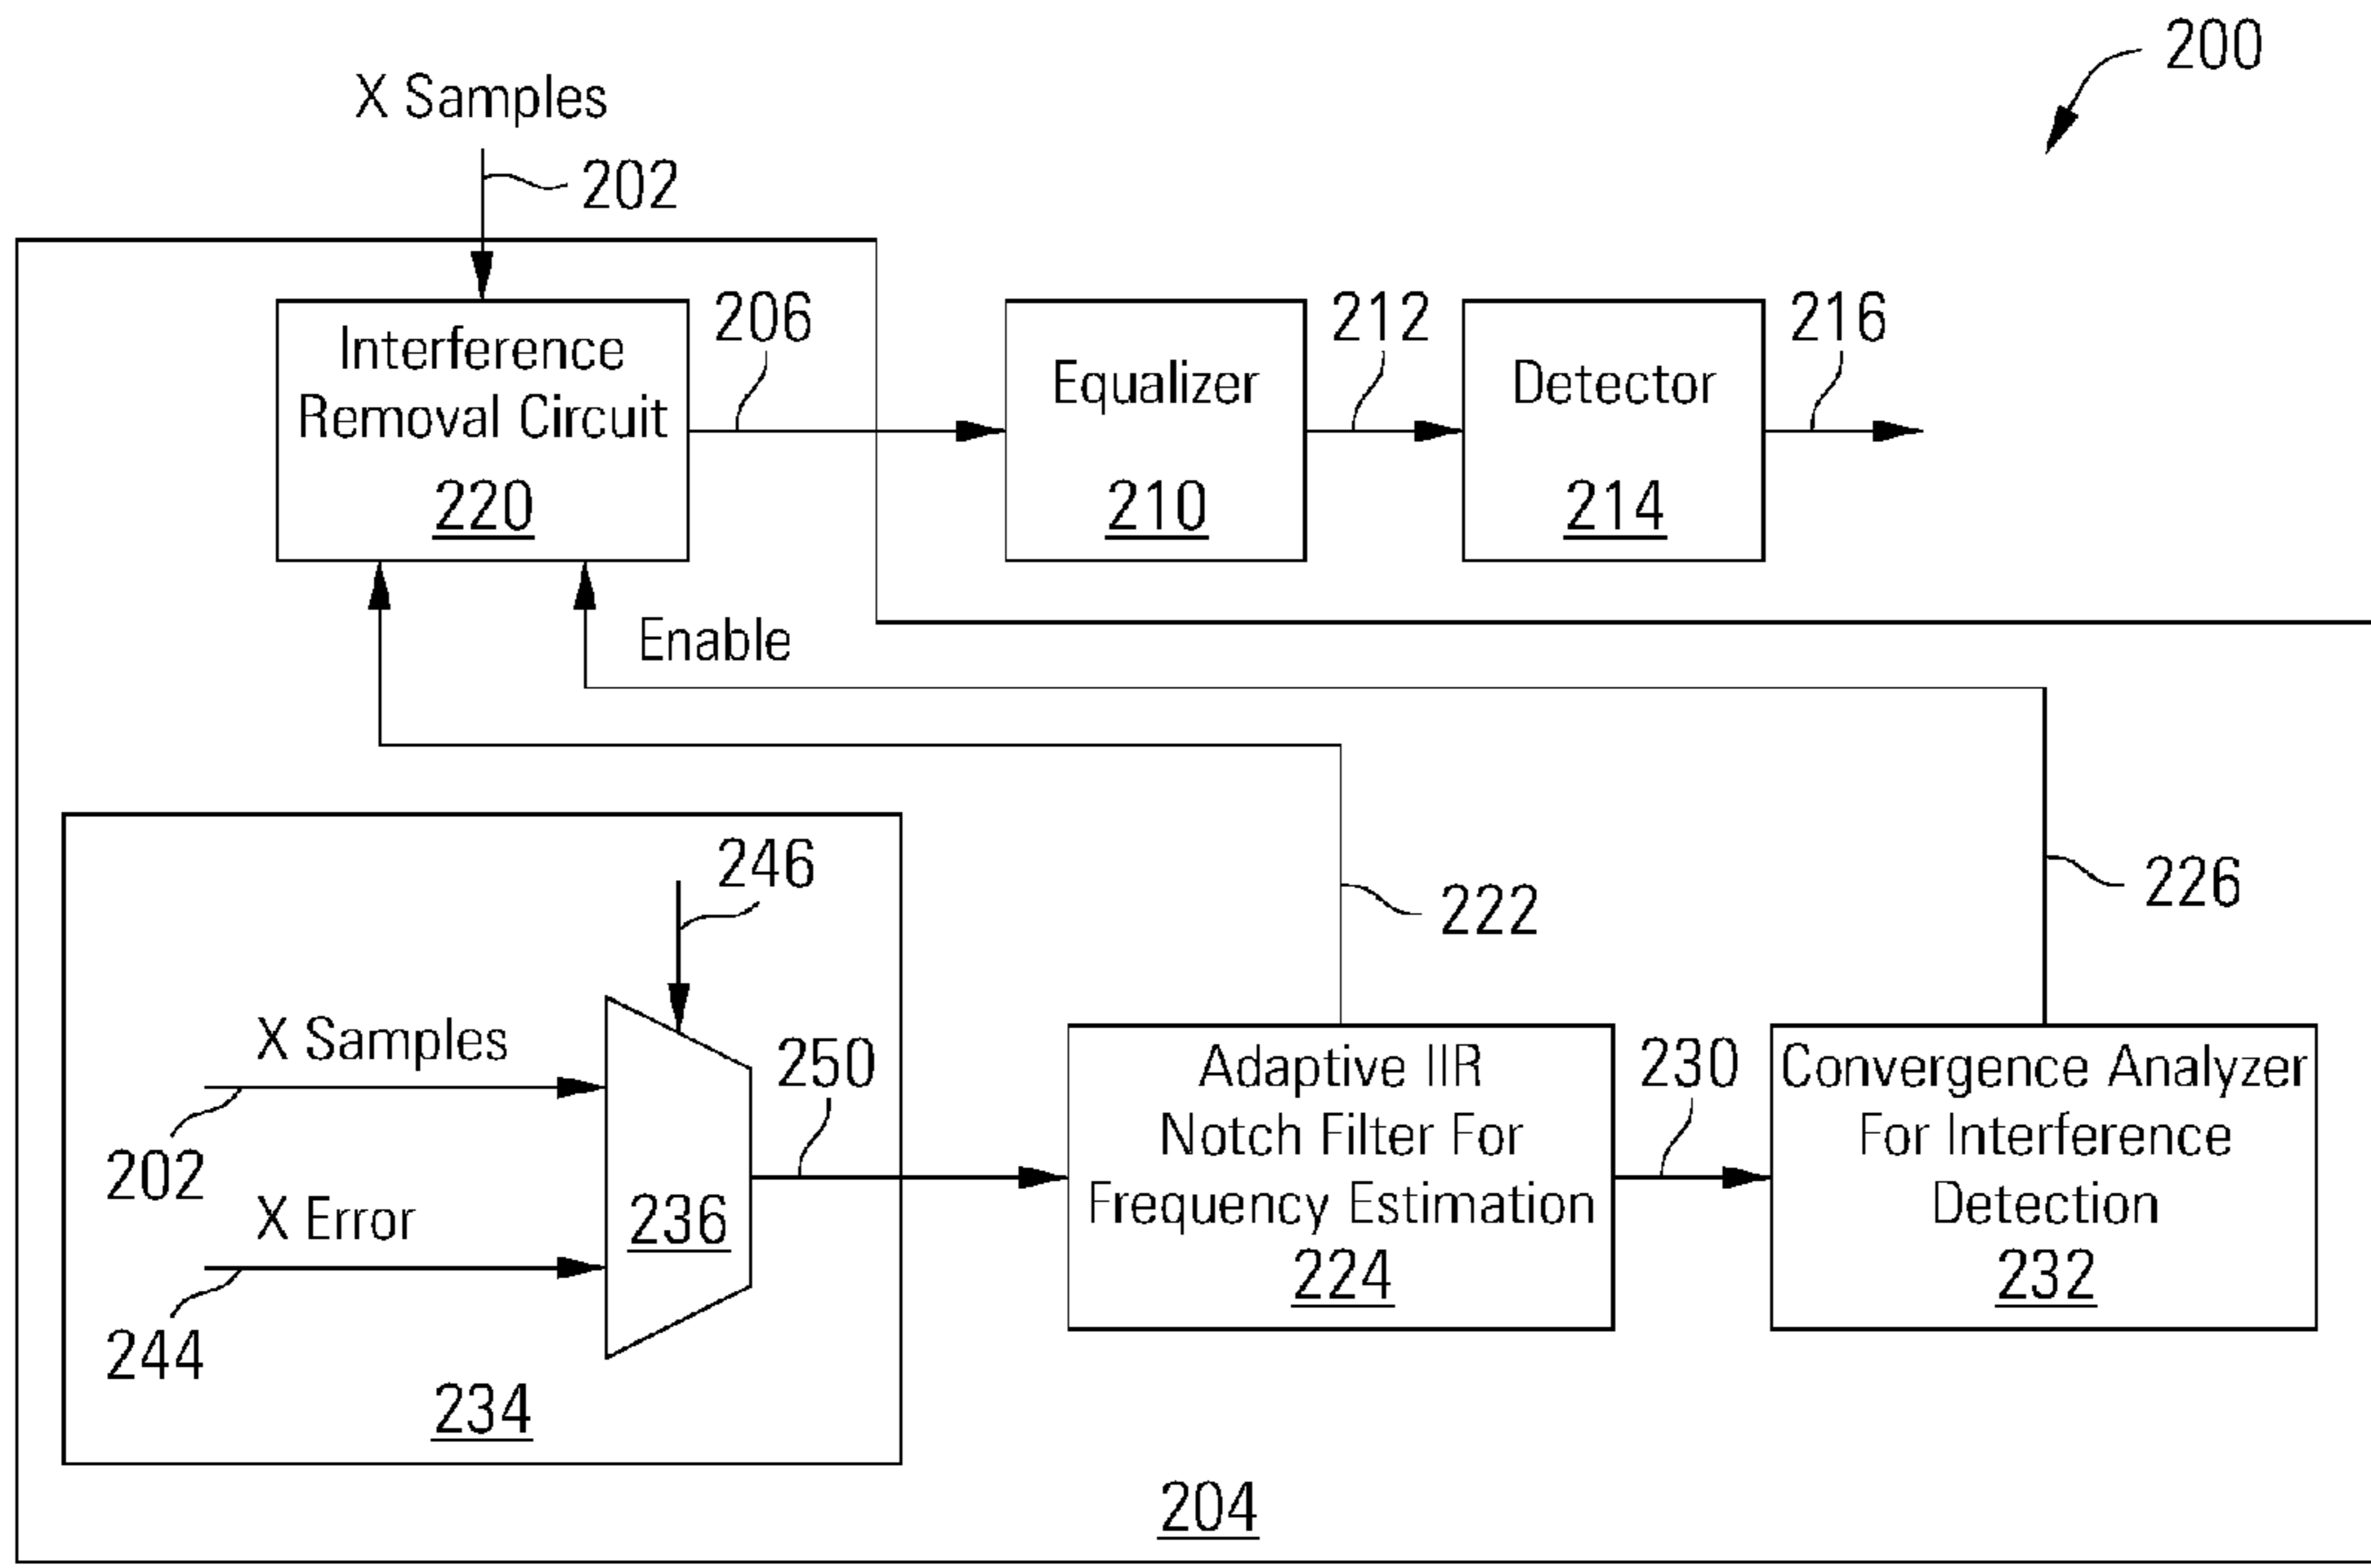 200
X Samples
202
Interference
Removal Circuit
220
206
Equalizer
210
212
Detector
214
216
Enable
246
222
226
X Samples
202
X Error
244
236
250
234
Adaptive IIR
Notch Filter For
Frequency Estimation
224
230
Convergence Analyzer
For Interference
Detection
232
204